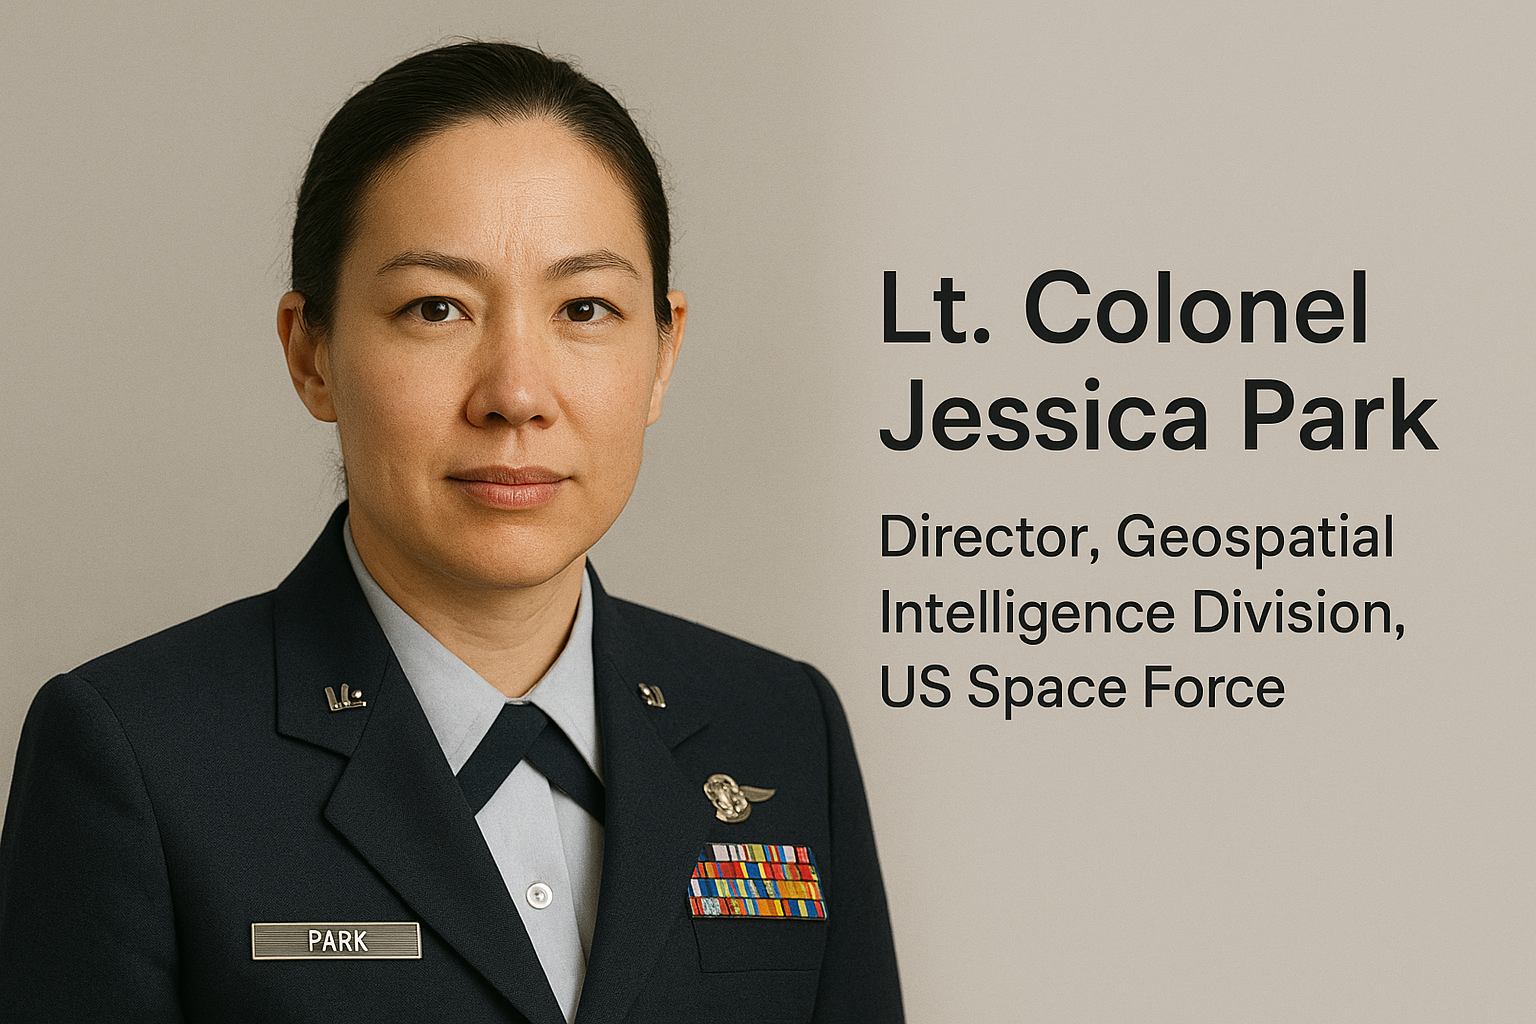 Lt. Colonel
Jessica Park
Director, Geospatial
Intelligence Division,
US Space Force
PARK